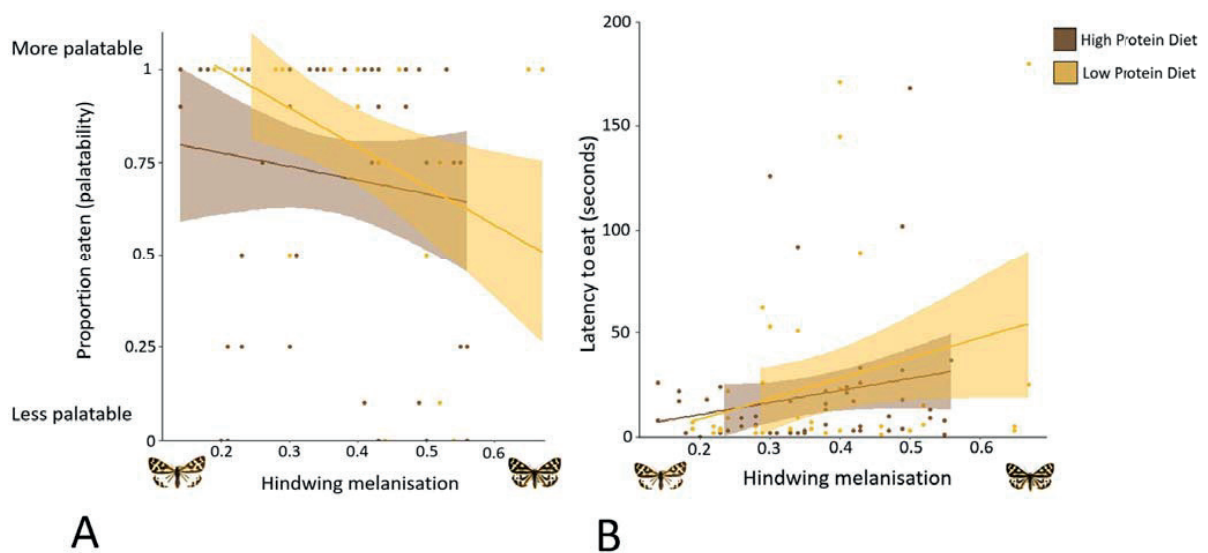 More palatable
Proportion eaten (palatability)
1
0.75
0.5
0.25
0
Less palatable
0.2
0.3
0.4
0.5
0.6
Hindwing melanisation
A
Latency to eat (seconds)
200
150
100
50
0
0.2
0.3
0.4
0.5
0.6
Hindwing melanisation
B
High Protein Diet
Low Protein Diet